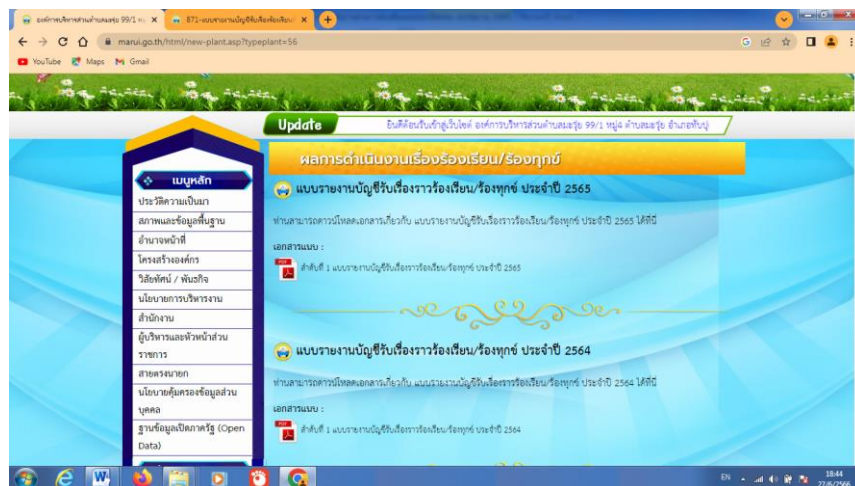 องค์การบริหารส่วนตำบลมะรุ่ย 99/1 ห
871-แบบรายงานบัญชีรับเรื่องร้องเรียน/
marui.go.th/html/new-plant.asp?typeplant=56
YouTube Maps Gmail
Update ยินดีต้อนรับเข้าสู่เว็บไซต์ องค์การบริหารส่วนตำบลมะรุ่ย 99/1 หมู่4 ตำบลมะรุ่ย อำเภอทับปุ
ผลการดำเนินงานเรื่องร้องเรียน/ร้องทุกข์
เมนูหลัก
ประวัติความเป็นมา
สภาพและข้อมูลพื้นฐาน
อำนาจหน้าที่
โครงสร้างองค์กร
วิสัยทัศน์ / พันธกิจ
นโยบายการบริหารงาน
สำนักงาน
ผู้บริหารและหัวหน้าส่วน
ราชการ
สายตรงนายก
นโยบายคุ้มครองข้อมูลส่วน
บุคคล
ฐานข้อมูลเปิดภาครัฐ (Open
Data)
แบบรายงานบัญชีรับเรื่องราวร้องเรียน/ร้องทุกข์ ประจำปี 2565
ท่านสามารถดาวน์โหลดเอกสารเกี่ยวกับ แบบรายงานบัญชีรับเรื่องราวร้องเรียน/ร้องทุกข์ ประจำปี 2565 ได้ที่นี่
เอกสารแนบ :
PDF ลำดับที่ 1 แบบรายงานบัญชีรับเรื่องราวร้องเรียน/ร้องทุกข์ ประจำปี 2565
แบบรายงานบัญชีรับเรื่องราวร้องเรียน/ร้องทุกข์ ประจำปี 2564
ท่านสามารถดาวน์โหลดเอกสารเกี่ยวกับ แบบรายงานบัญชีรับเรื่องราวร้องเรียน/ร้องทุกข์ ประจำปี 2564 ได้ที่นี่
เอกสารแนบ :
PDF ลำดับที่ 1 แบบรายงานบัญชีรับเรื่องราวร้องเรียน/ร้องทุกข์ ประจำปี 2564
EN 18:44
27/6/2566